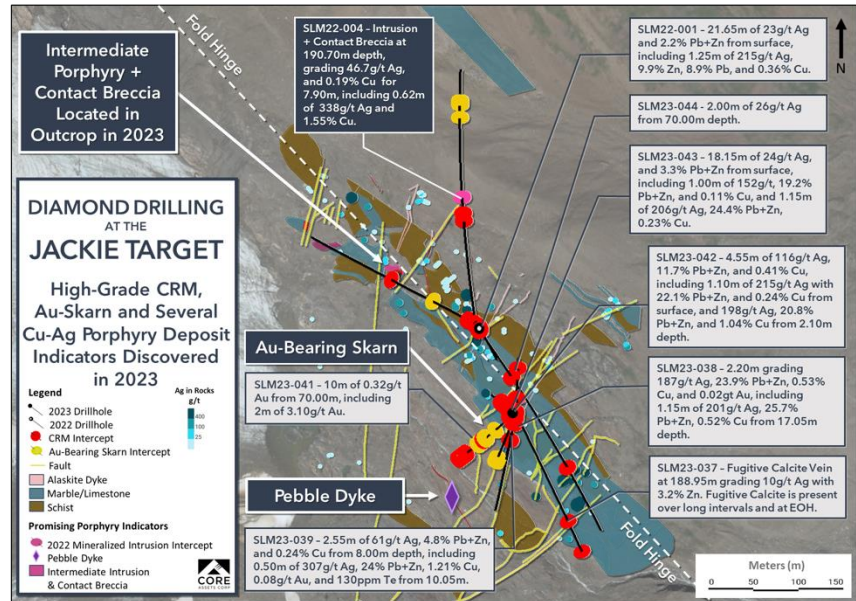 Intermediate
Porphyry +
Contact Breccia
Located in
Outcrop in 2023
Fold Hinge
SLM22-004 – Intrusion
+ Contact Breccia at
190.70m depth,
grading 46.7g/t Ag,
and 0.19% Cu for
7.90m, including 0.62m
of 338g/t Ag and
1.55% Cu.
SLM22-001 – 21.65m of 23g/t Ag
and 2.2% Pb+Zn from surface,
including 1.25m of 215g/t Ag,
9.9% Zn, 8.9% Pb, and 0.36% Cu.
N
SLM23-044 – 2.00m of 26g/t Ag
from 70.00m depth.
SLM23-043 – 18.15m of 24g/t Ag,
and 3.3% Pb+Zn from surface,
including 1.00m of 152g/t, 19.2%
Pb+Zn, and 0.11% Cu, and 1.15m
of 206g/t Ag, 24.4% Pb+Zn,
0.23% Cu.
SLM23-042 – 4.55m of 116g/t Ag,
11.7% Pb+Zn, and 0.41% Cu,
including 1.10m of 215g/t Ag with
22.1% Pb+Zn, and 0.24% Cu from
surface, and 198g/t Ag, 20.8%
Pb+Zn, and 1.04% Cu from 2.10m
depth.
SLM23-038 – 2.20m grading
187g/t Ag, 23.9% Pb+Zn, 0.53%
Cu, and 0.02gt Au, including
1.15m of 201g/t Ag, 25.7%
Pb+Zn, 0.52% Cu from 17.05m
depth.
SLM23-037 – Fugitive Calcite Vein
at 188.95m grading 10g/t Ag with
3.2% Zn. Fugitive Calcite is present
over long intervals and at EOH.
DIAMOND DRILLING
AT THE
JACKIE TARGET
High-Grade CRM,
Au-Skarn and Several
Cu-Ag Porphyry Deposit
Indicators Discovered
in 2023
Legend
2023 Drillhole
2022 Drillhole
CRM Intercept
Au-Bearing Skarn Intercept
Fault
Alaskite Dyke
Marble/Limestone
Schist
Ag in Rocks
g/t
400
100
25
Promising Porphyry Indicators
2022 Mineralized Intrusion Intercept
Pebble Dyke
Intermediate Intrusion
& Contact Breccia
CORE
ASSETS CORP
Au-Bearing Skarn
SLM23-041 – 10m of 0.32g/t
Au from 70.00m, including
2m of 3.10g/t Au.
Pebble Dyke
SLM23-039 – 2.55m of 61g/t Ag, 4.8% Pb+Zn,
and 0.24% Cu from 8.00m depth, including
0.50m of 307g/t Ag, 24% Pb+Zn, 1.21% Cu,
0.08g/t Au, and 130ppm Te from 10.05m.
Fold Hinge
Meters (m)
0 50 100 150